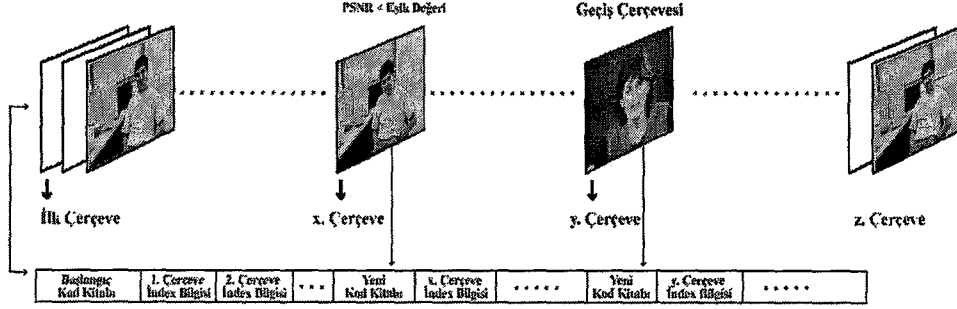 PSNR < Eşik Değeri
Geçiş Çerçevesi
İlk Çerçeve
x. Çerçeve
y. Çerçeve
z. Çerçeve
Başlangıç
Kod Kitabı
1. Çerçeve
İndex Bilgisi
2. Çerçeve
İndex Bilgisi
Yeni
Kod Kitabı
x. Çerçeve
İndex Bilgisi
Yeni
Kod Kitabı
y. Çerçeve
İndex Bilgisi